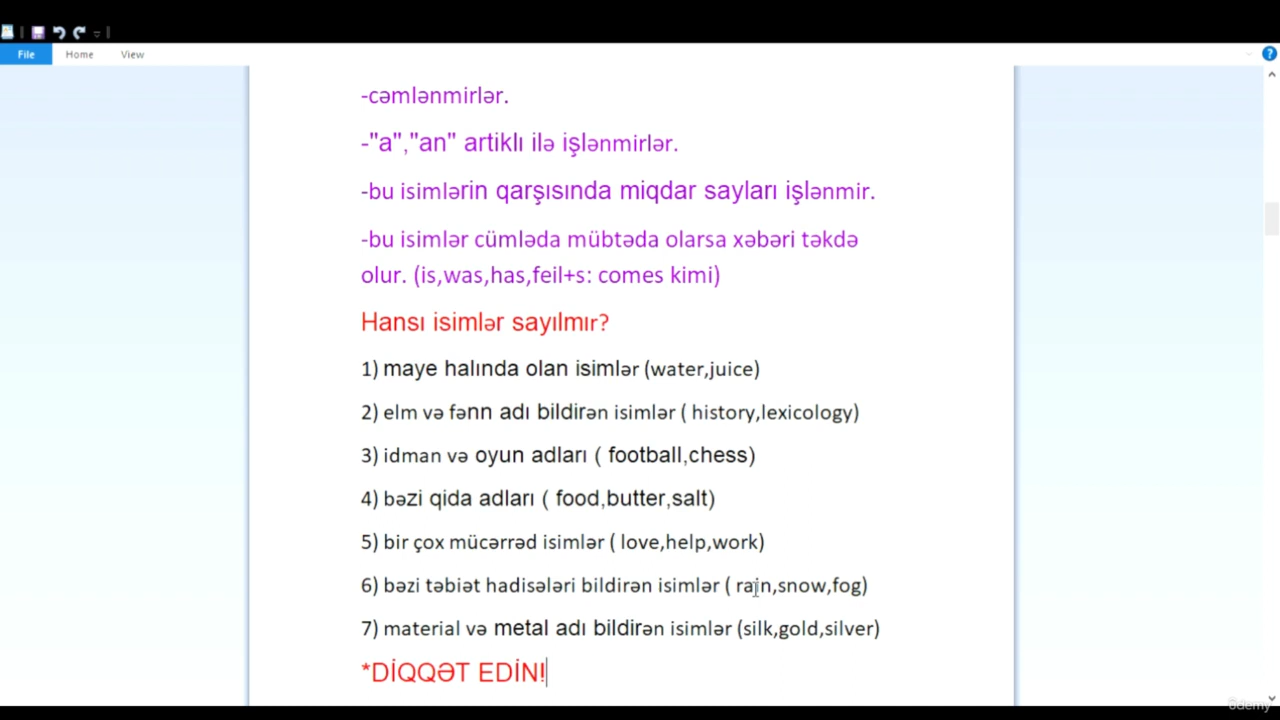 File Home View
-cəmlənmirlər.
-"a","an" artiklı ilə işlənmirlər.
-bu isimlərin qarşısında miqdar sayları işlənmir.
-bu isimlər cümləda mübtəda olarsa xəbəri təkdə
olur. (is,was,has,feil+s: comes kimi)
Hansı isimlər sayılmır?
1) maye halında olan isimlər (water,juice)
2) elm və fənn adı bildirən isimlər ( history,lexicology)
3) idman və oyun adları ( football,chess)
4) bəzi qida adları ( food,butter,salt)
5) bir çox mücərrəd isimlər ( love,help,work)
6) bəzi təbiət hadisələri bildirən isimlər ( rain,snow,fog)
7) material və metal adı bildirən isimlər (silk,gold,silver)
*DİQQƏT EDİN!
ûdemy